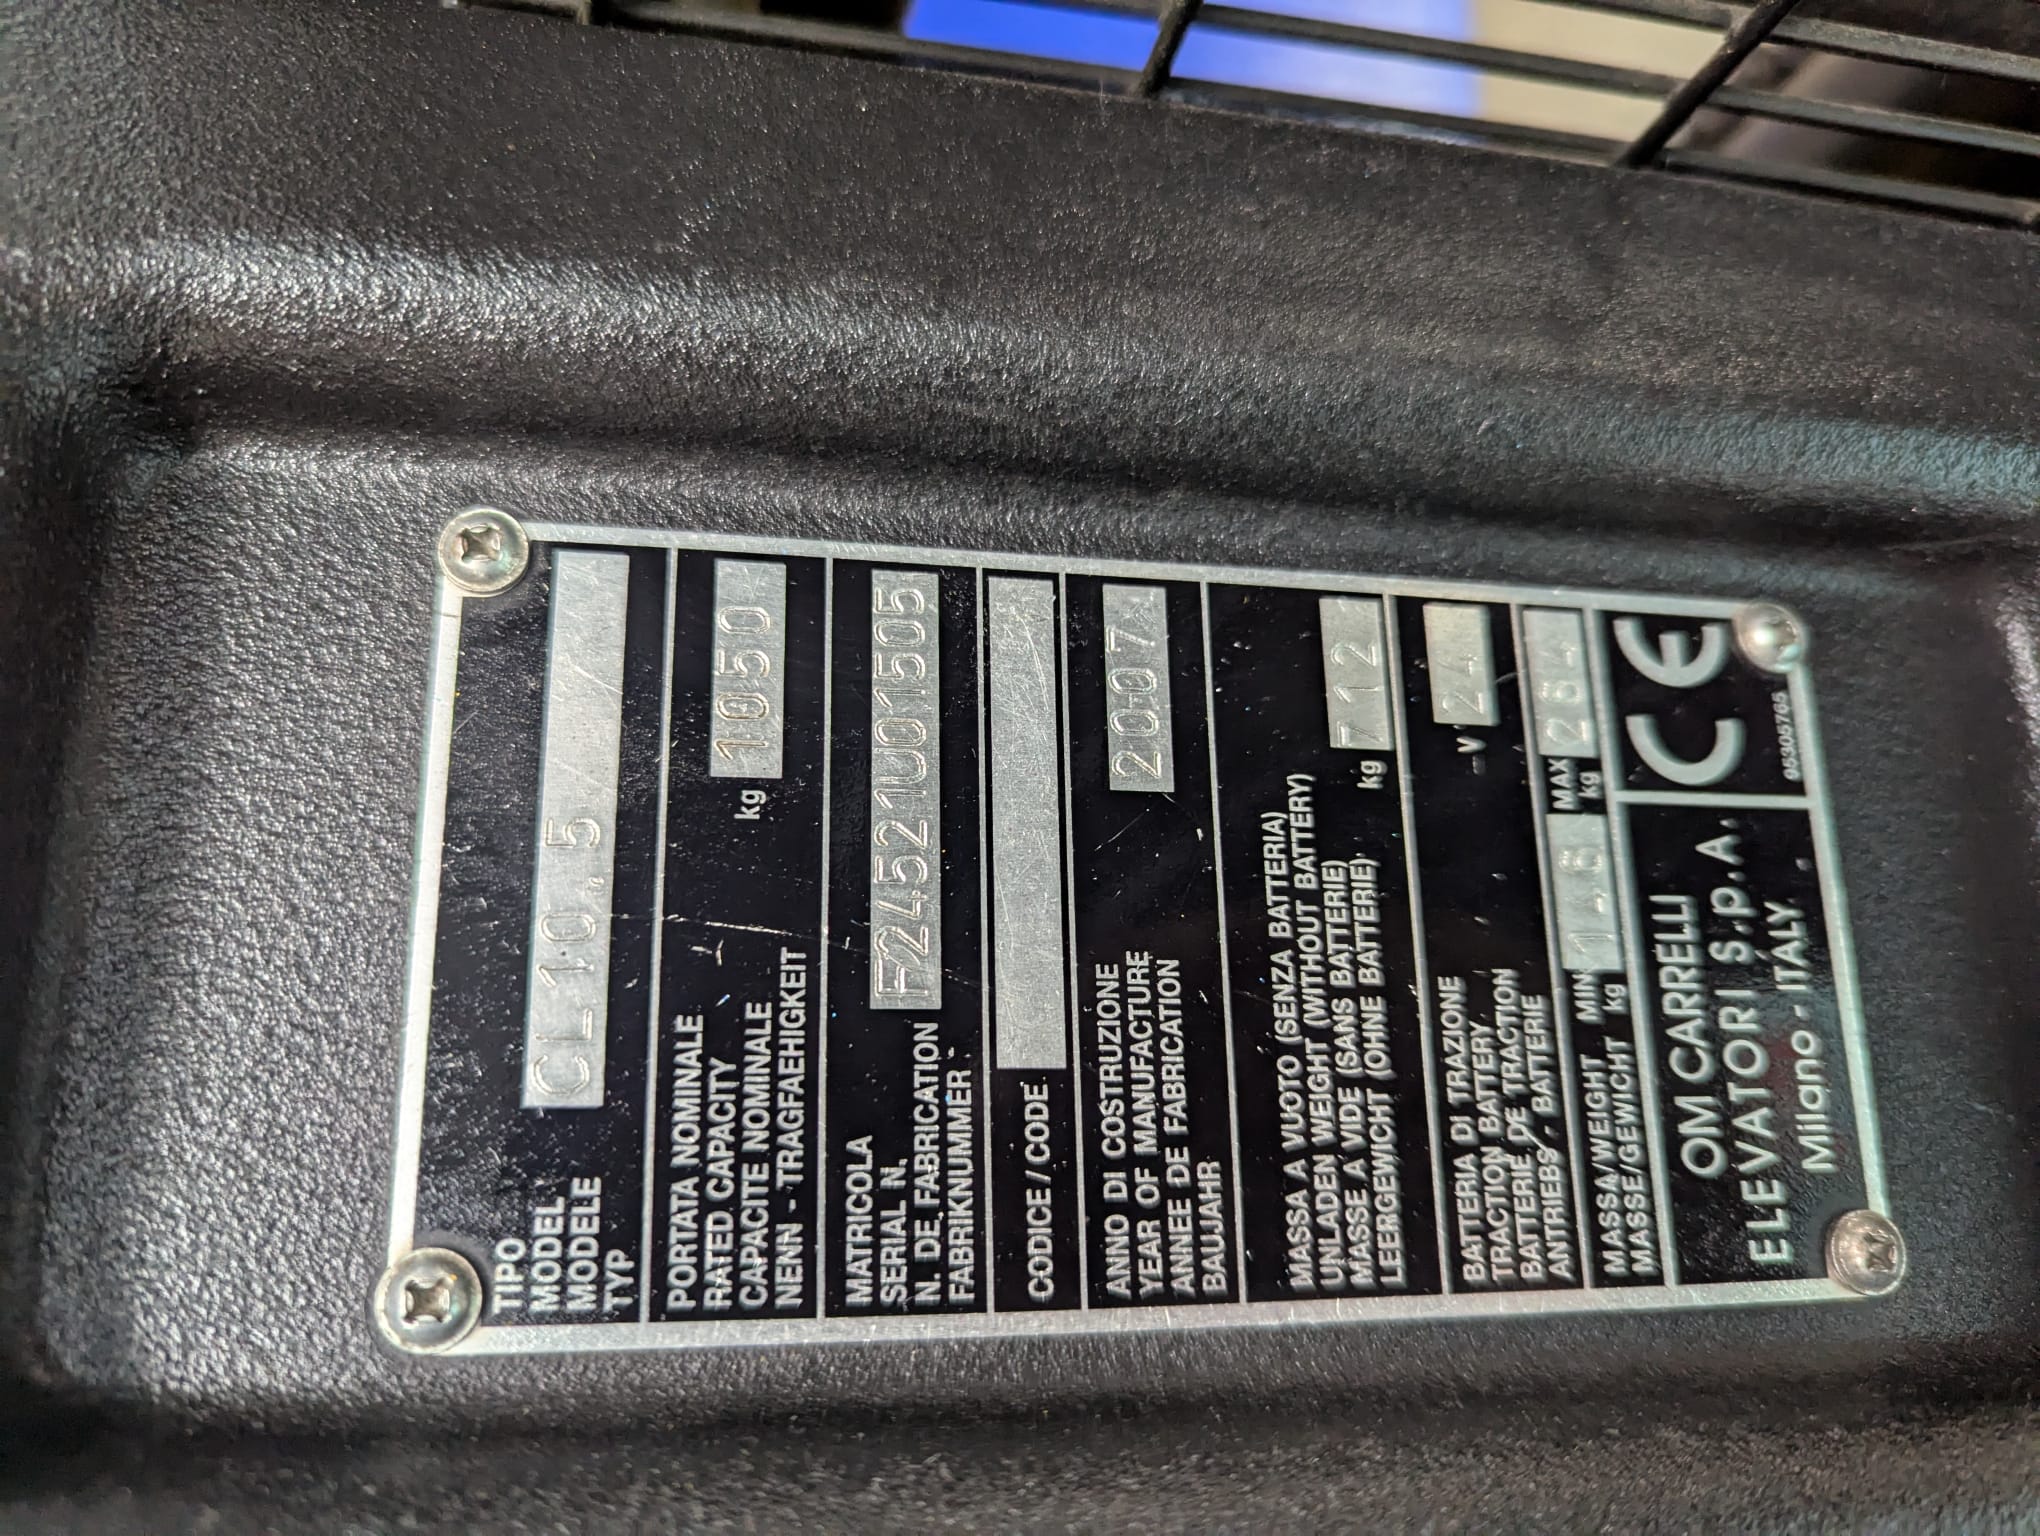 TIPO
MODEL
MODELE
TYP
CL10.5
PORTATA NOMINALE
RATED CAPACITY
CAPACITE NOMINALE
NENN - TRAGFAEHIGKEIT
kg 1050
MATRICOLA
SERIAL N.
N. DE FABRICATION
FABRIKNUMMER
F24521U01505
CODICE / CODE
ANNO DI COSTRUZIONE
YEAR OF MANUFACTURE
ANNEE DE FABRICATION
BAUJAHR
2007
MASSA A VUOTO (SENZA BATTERIA)
UNLADEN WEIGHT (WITHOUT BATTERY)
MASSE A VIDE (SANS BATTERIE)
LEERGEWICHT (OHNE BATTERIE)
kg 712
BATTERIA DI TRAZIONE
TRACTION BATTERY
BATTERIE DE TRACTION
ANTRIEBS - BATTERIE
V 24
MASSA/WEIGHT MIN
MASSE/GEWICHT kg
146
MAX
kg
264
OM CARRELLI
ELEVATORI S.p.A.
Milano - ITALY
CE
95305765